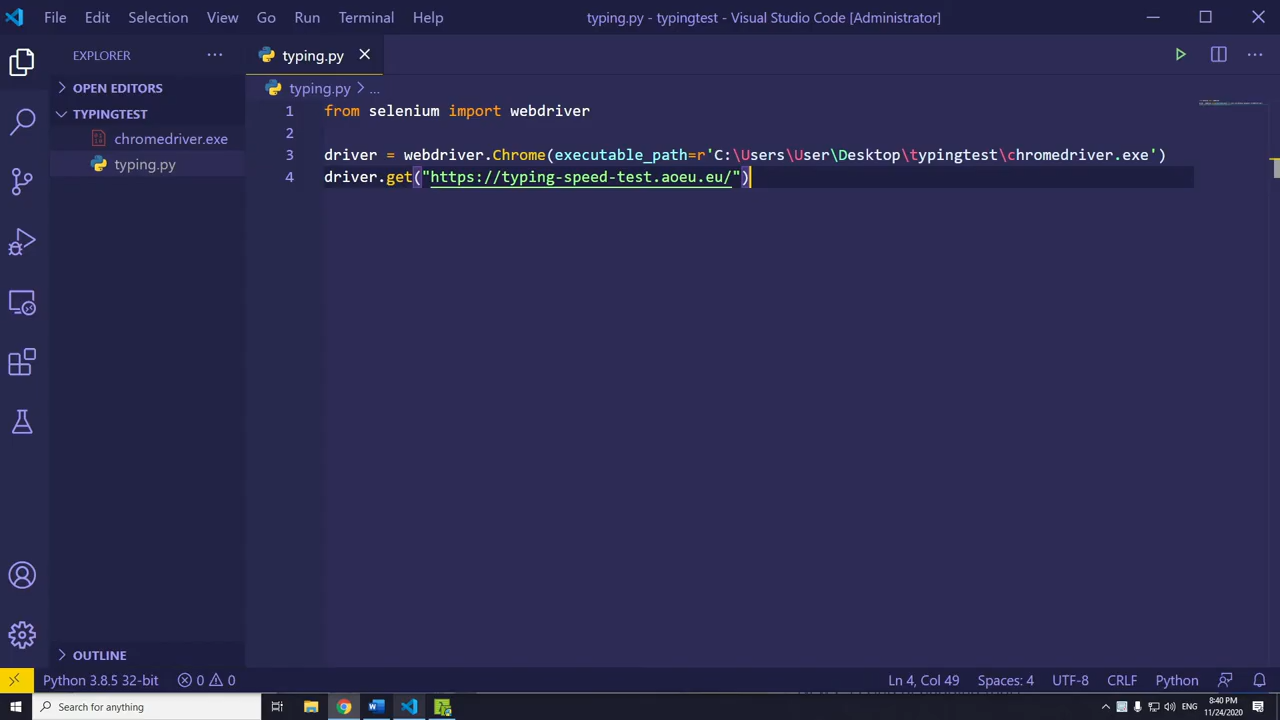 File Edit Selection View Go Run Terminal Help
typing.py - typingtest - Visual Studio Code [Administrator]
EXPLORER
OPEN EDITORS
TYPINGTEST
chromedriver.exe
typing.py
OUTLINE
typing.py
typing.py > ...
1 from selenium import webdriver
2
3 driver = webdriver.Chrome(executable_path=r'C:\Users\User\Desktop\typingtest\chromedriver.exe')
4 driver.get("https://typing-speed-test.aoeu.eu/")
Python 3.8.5 32-bit 0 0 Ln 4, Col 49 Spaces: 4 UTF-8 CRLF Python
Search for anything
ENG
8:40 PM
11/24/2020